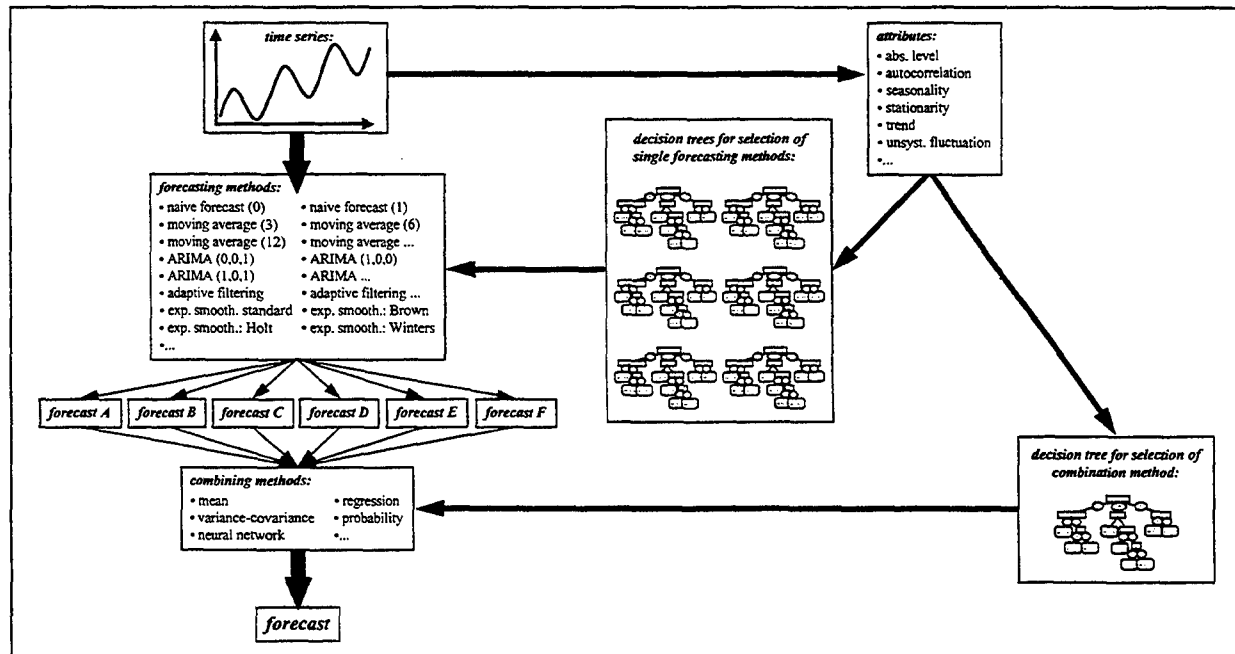 time series:
attributes:
• abs. level
• autocorrelation
• seasonality
• stationarity
• trend
• unsyst. fluctuation
•...
decision trees for selection of
single forecasting methods:
forecasting methods:
• naive forecast (0)
• naive forecast (1)
• moving average (3)
• moving average (6)
• moving average (12)
• moving average ...
• ARIMA (0,0,1)
• ARIMA (1,0,0)
• ARIMA (1,0,1)
• ARIMA ...
• adaptive filtering
• adaptive filtering ...
• exp. smooth. standard
• exp. smooth.: Brown
• exp. smooth.: Holt
• exp. smooth.: Winters
•...
forecast A
forecast B
forecast C
forecast D
forecast E
forecast F
decision tree for selection of
combination method:
combining methods:
• mean
• regression
• variance-covariance
• probability
• neural network
•...
forecast